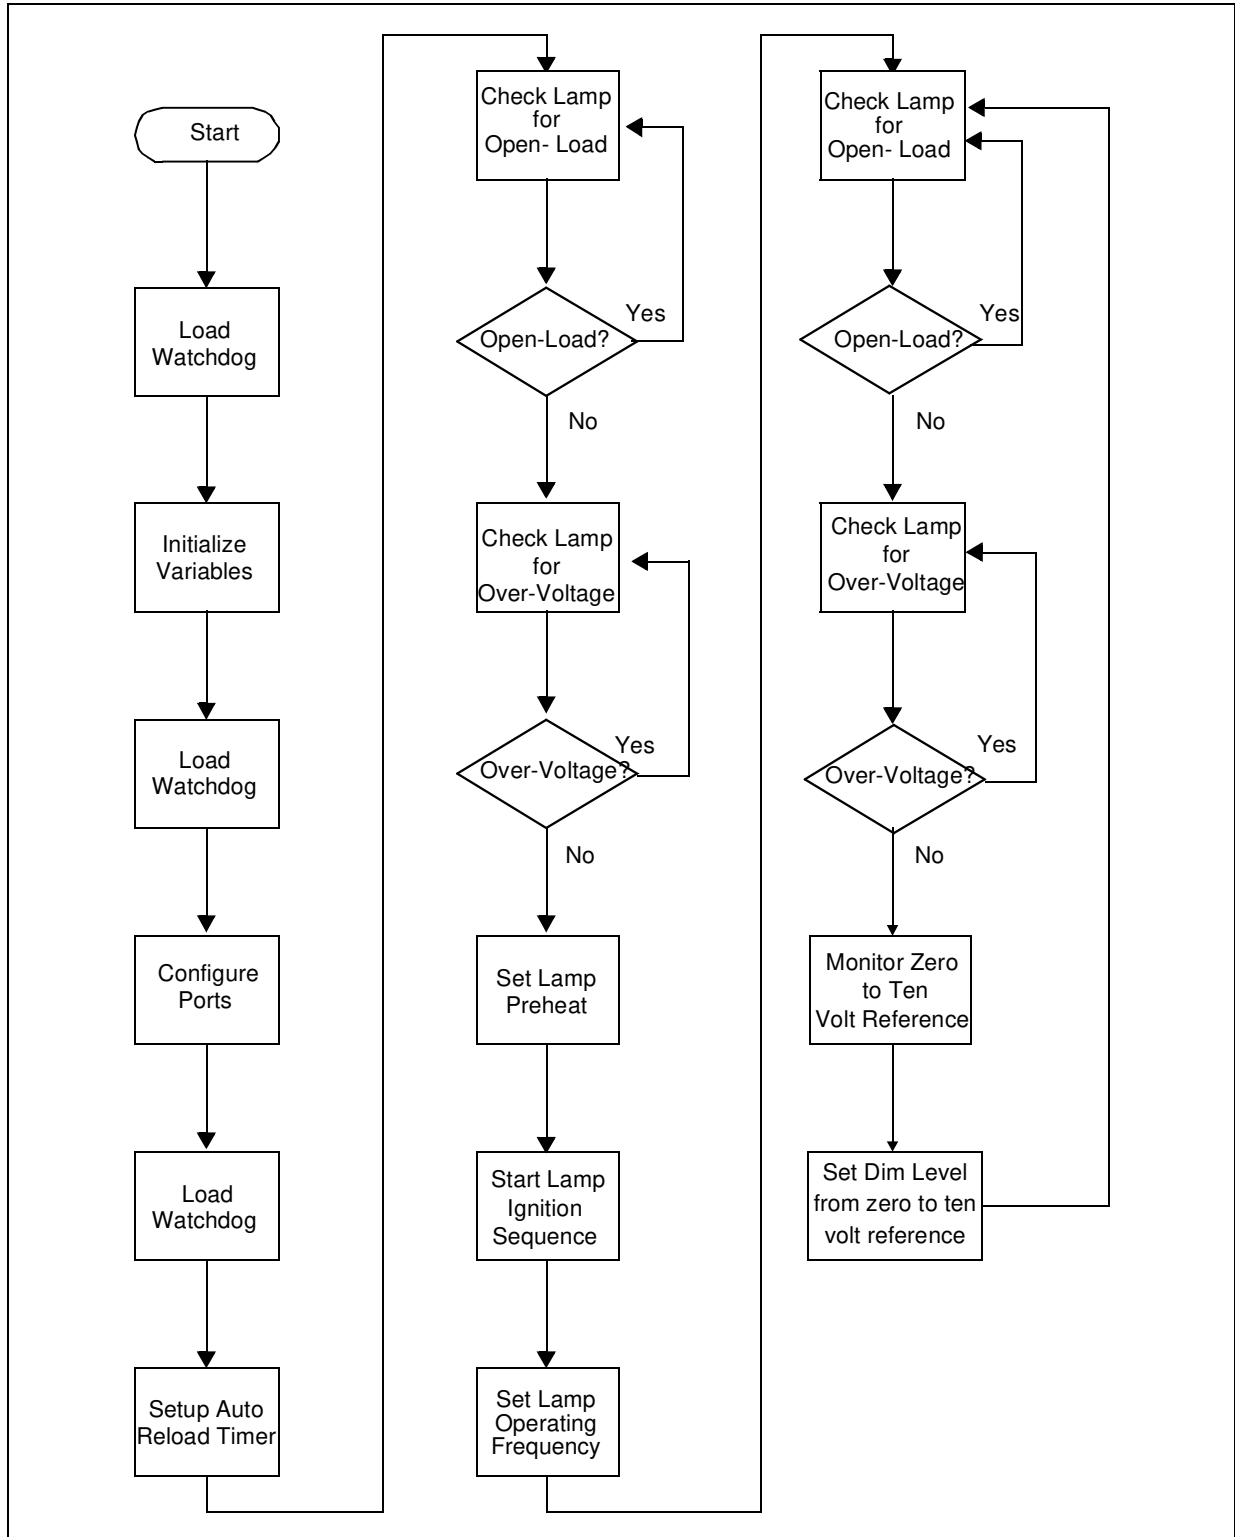 Start
Load
Watchdog
Initialize
Variables
Load
Watchdog
Configure
Ports
Load
Watchdog
Setup Auto
Reload Timer
Check Lamp
for
Open- Load
Open-Load?
Yes
No
Check Lamp
for
Over-Voltage
Over-Voltage?
Yes
No
Set Lamp
Preheat
Start Lamp
Ignition
Sequence
Set Lamp
Operating
Frequency
Check Lamp
for
Open- Load
Open-Load?
Yes
No
Check Lamp
for
Over-Voltage
Over-Voltage?
Yes
No
Monitor Zero
to Ten
Volt Reference
Set Dim Level
from zero to ten
volt reference